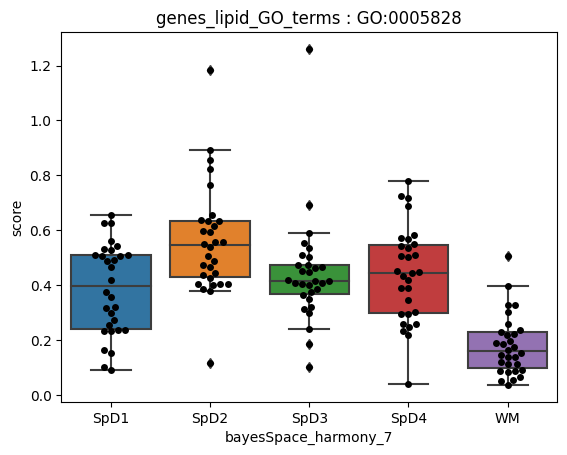 genes_lipid_GO_terms : GO:0005828
score
1.2
1.0
0.8
0.6
0.4
0.2
0.0
SpD1 SpD2 SpD3 SpD4 WM
bayesSpace_harmony_7